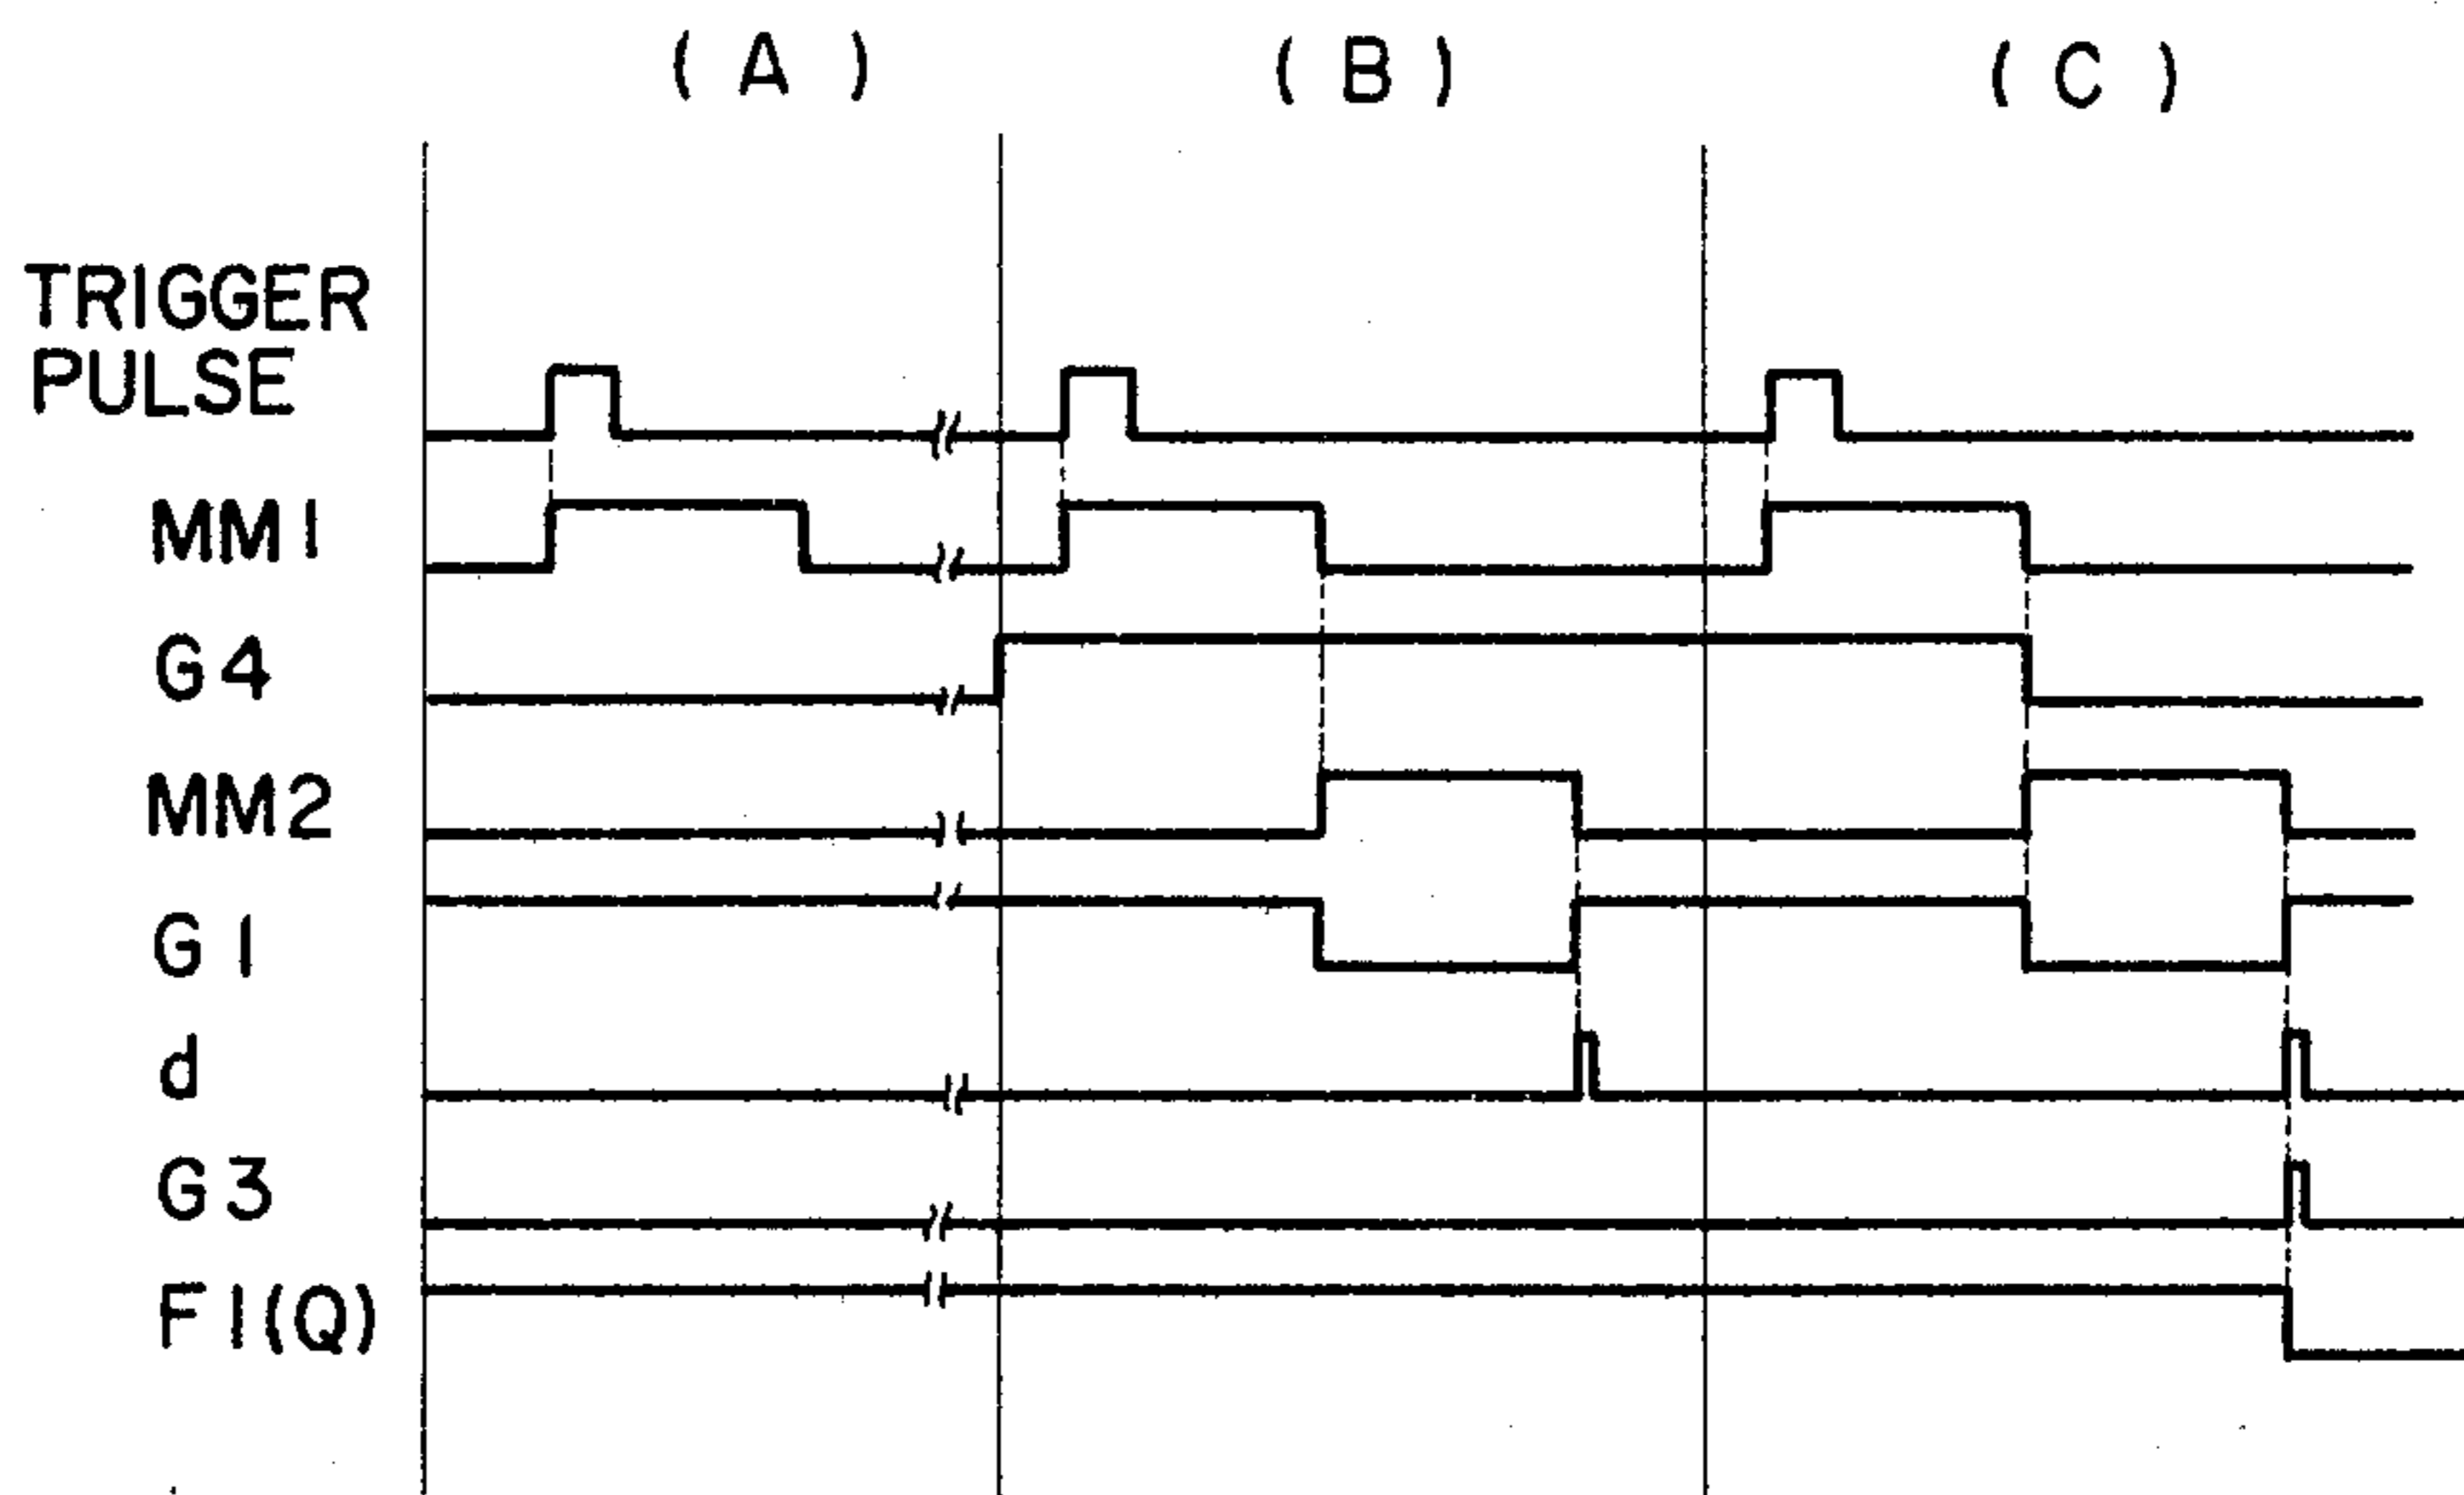 ( A ) ( B ) ( C )
TRIGGER
PULSE
MM1
G4
MM2
G1
d
G3
F1(Q)